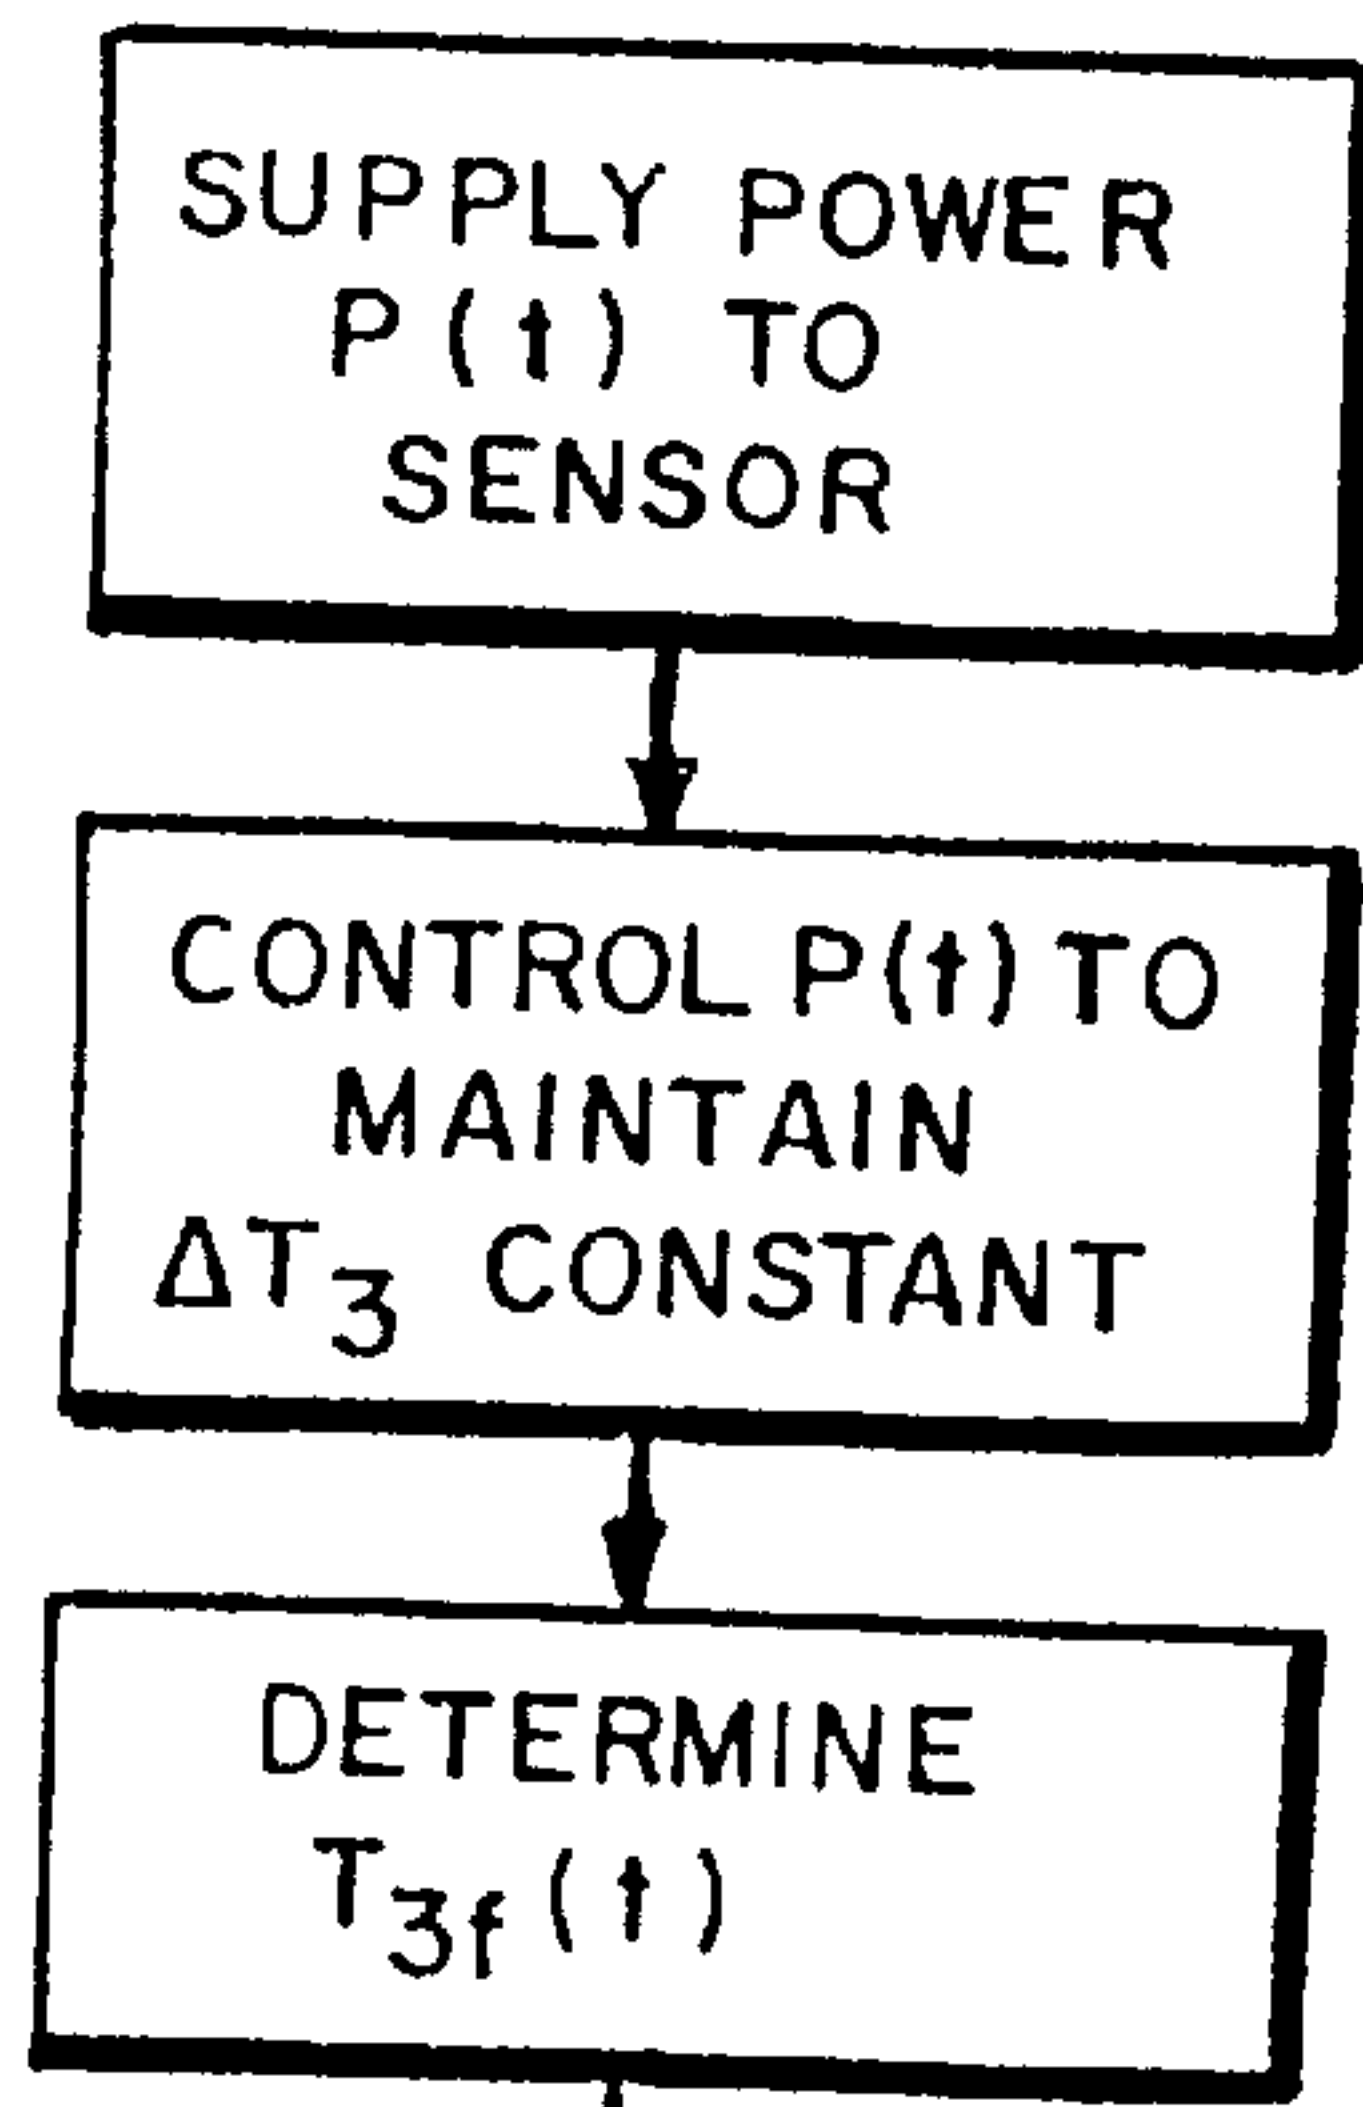 SUPPLY POWER
P(t) TO
SENSOR
CONTROL P(t) TO
MAINTAIN
ΔT₃ CONSTANT
DETERMINE
T₃f(t)